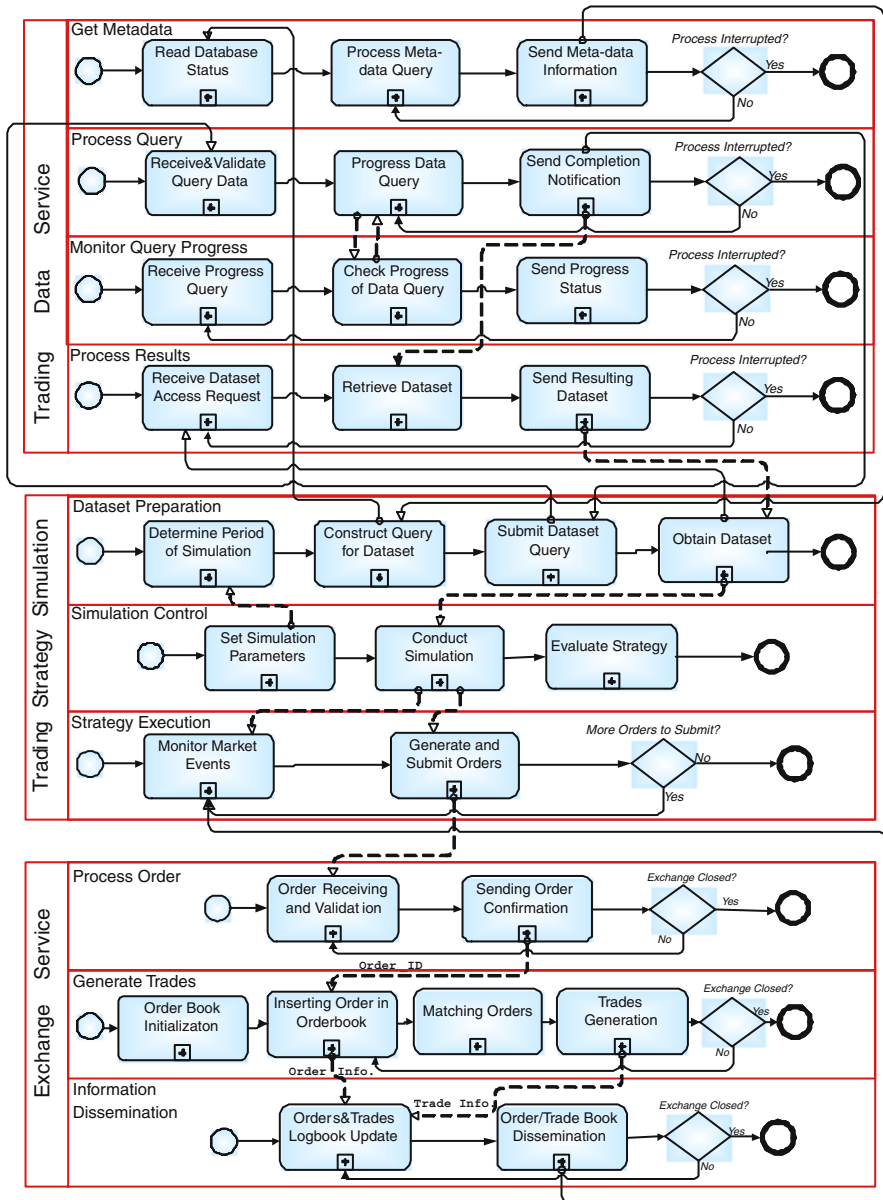 Get Metadata
Process Interrupted?
Read Database
Status
Process Meta-
data Query
Send Meta-data
Information
Yes
No
Process Query
Process Interrupted?
Receive&Validate
Query Data
Progress Data
Query
Send Completion
Notification
Yes
No
Monitor Query Progress
Process Interrupted?
Receive Progress
Query
Check Progress
of Data Query
Send Progress
Status
Yes
No
Process Results
Process Interrupted?
Receive Dataset
Access Request
Retrieve Dataset
Send Resulting
Dataset
Yes
No
Trading Data Service
Dataset Preparation
Determine Period
of Simulation
Construct Query
for Dataset
Submit Dataset
Query
Obtain Dataset
Simulation Control
Set Simulation
Parameters
Conduct
Simulation
Evaluate Strategy
Strategy Execution
More Orders to Submit?
Monitor Market
Events
Generate and
Submit Orders
No
Yes
Trading Strategy Simulation
Process Order
Exchange Closed?
Order Receiving
and Validation
Sending Order
Confirmation
Yes
No
Order_ID
Generate Trades
Exchange Closed?
Order Book
Initializaton
Inserting Order in
Orderbook
Matching Orders
Trades
Generation
Yes
No
Order Info.
Information
Dissemination
Trade Info.
Exchange Closed?
Orders&Trades
Logbook Update
Order/Trade Book
Dissemination
Yes
No
Exchange Service